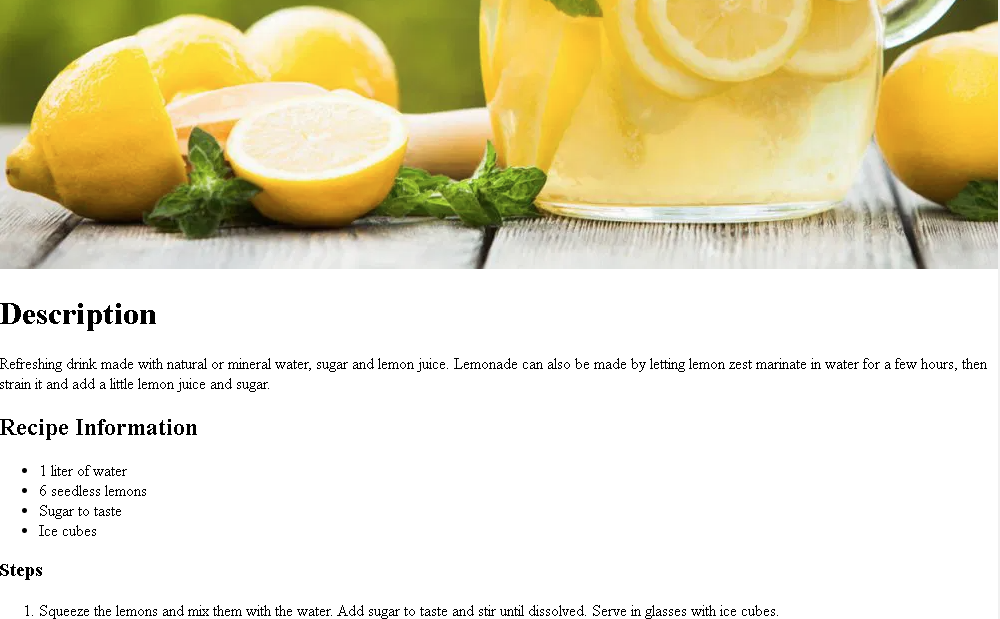 Description
Refreshing drink made with natural or mineral water, sugar and lemon juice. Lemonade can also be made by letting lemon zest marinate in water for a few hours, then
strain it and add a little lemon juice and sugar.
Recipe Information
• 1 liter of water
• 6 seedless lemons
• Sugar to taste
• Ice cubes
Steps
1. Squeeze the lemons and mix them with the water. Add sugar to taste and stir until dissolved. Serve in glasses with ice cubes.